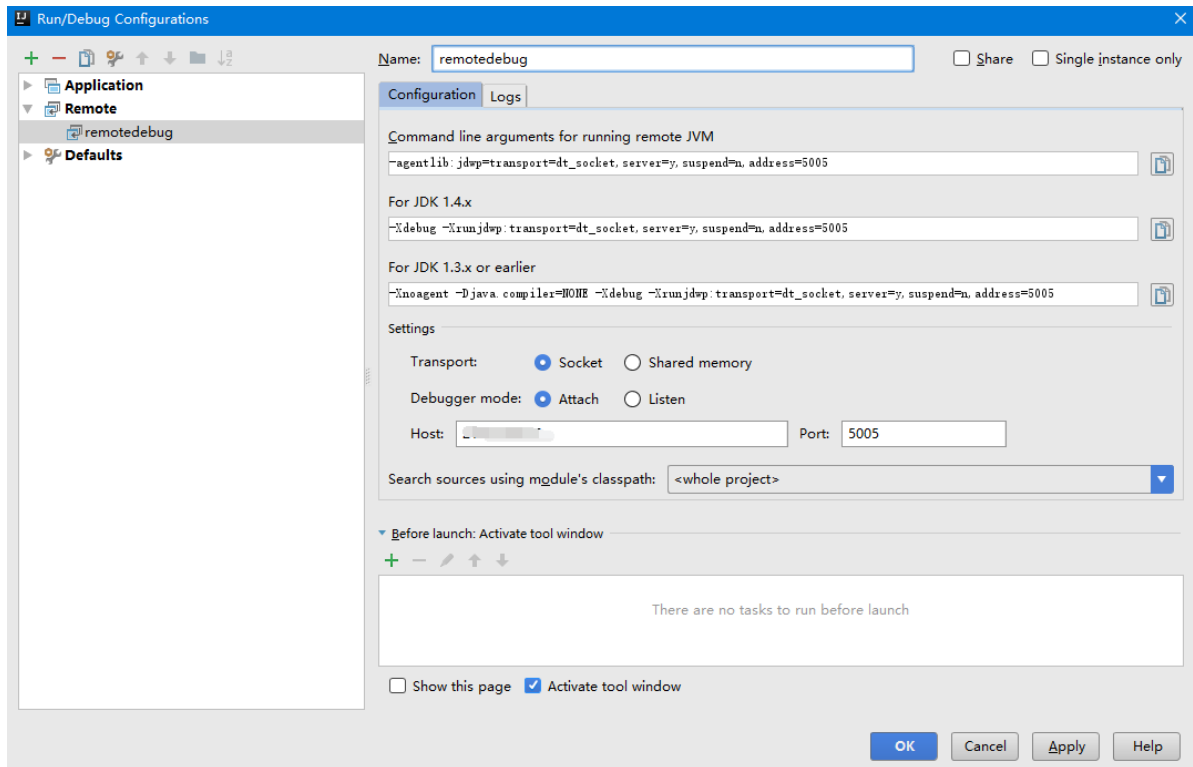 Run/Debug Configurations
Name: remotedebug Share Single instance only
Application
Remote
remotedebug
Defaults
Configuration Logs
Command line arguments for running remote JVM
-agentlib:jdwp=transport=dt_socket,server=y,suspend=n,address=5005
For JDK 1.4.x
-Xdebug -Xrunjdwp:transport=dt_socket,server=y,suspend=n,address=5005
For JDK 1.3.x or earlier
-Xnoagent -Djava.compiler=NONE -Xdebug -Xrunjdwp:transport=dt_socket,server=y,suspend=n,address=5005
Settings
Transport: Socket Shared memory
Debugger mode: Attach Listen
Host: Port: 5005
Search sources using module's classpath: <whole project>
Before launch: Activate tool window
There are no tasks to run before launch
Show this page Activate tool window
OK Cancel Apply Help